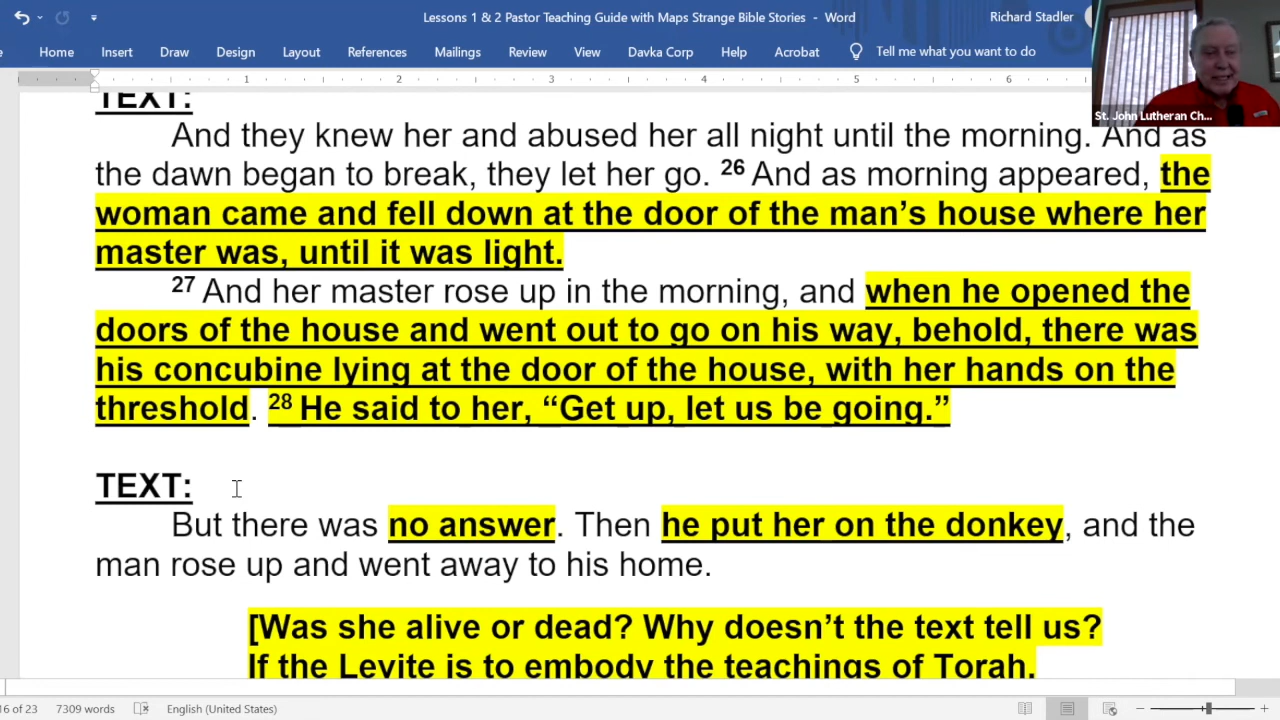 Lessons 1 & 2 Pastor Teaching Guide with Maps Strange Bible Stories - Word
Richard Stadler
Home Insert Draw Design Layout References Mailings Review View Davka Corp Help Acrobat Tell me what you want to do
1 2 3 4 5 6
St. John Lutheran Ch...
TEXT:
And they knew her and abused her all night until the morning. And as
the dawn began to break, they let her go. 26 And as morning appeared, the
woman came and fell down at the door of the man’s house where her
master was, until it was light.
27 And her master rose up in the morning, and when he opened the
doors of the house and went out to go on his way, behold, there was
his concubine lying at the door of the house, with her hands on the
threshold. 28 He said to her, “Get up, let us be going.”
TEXT:
But there was no answer. Then he put her on the donkey, and the
man rose up and went away to his home.
[Was she alive or dead? Why doesn’t the text tell us?
If the Levite is to embody the teachings of Torah,
16 of 23 7309 words English (United States)